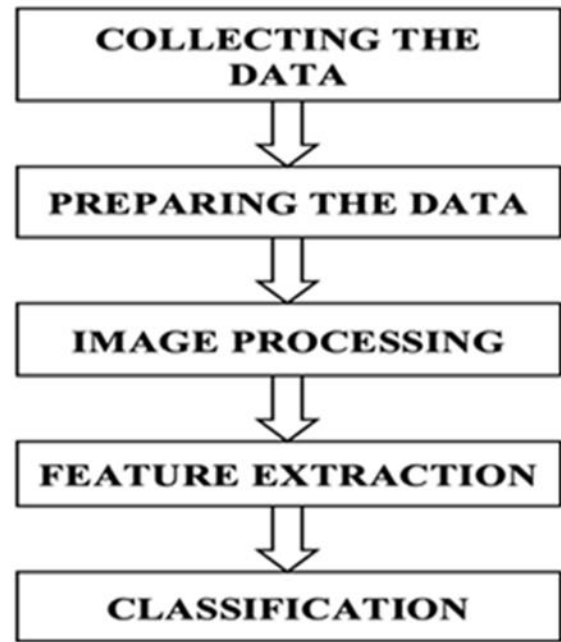 COLLECTING THE
DATA
PREPARING THE DATA
IMAGE PROCESSING
FEATURE EXTRACTION
CLASSIFICATION